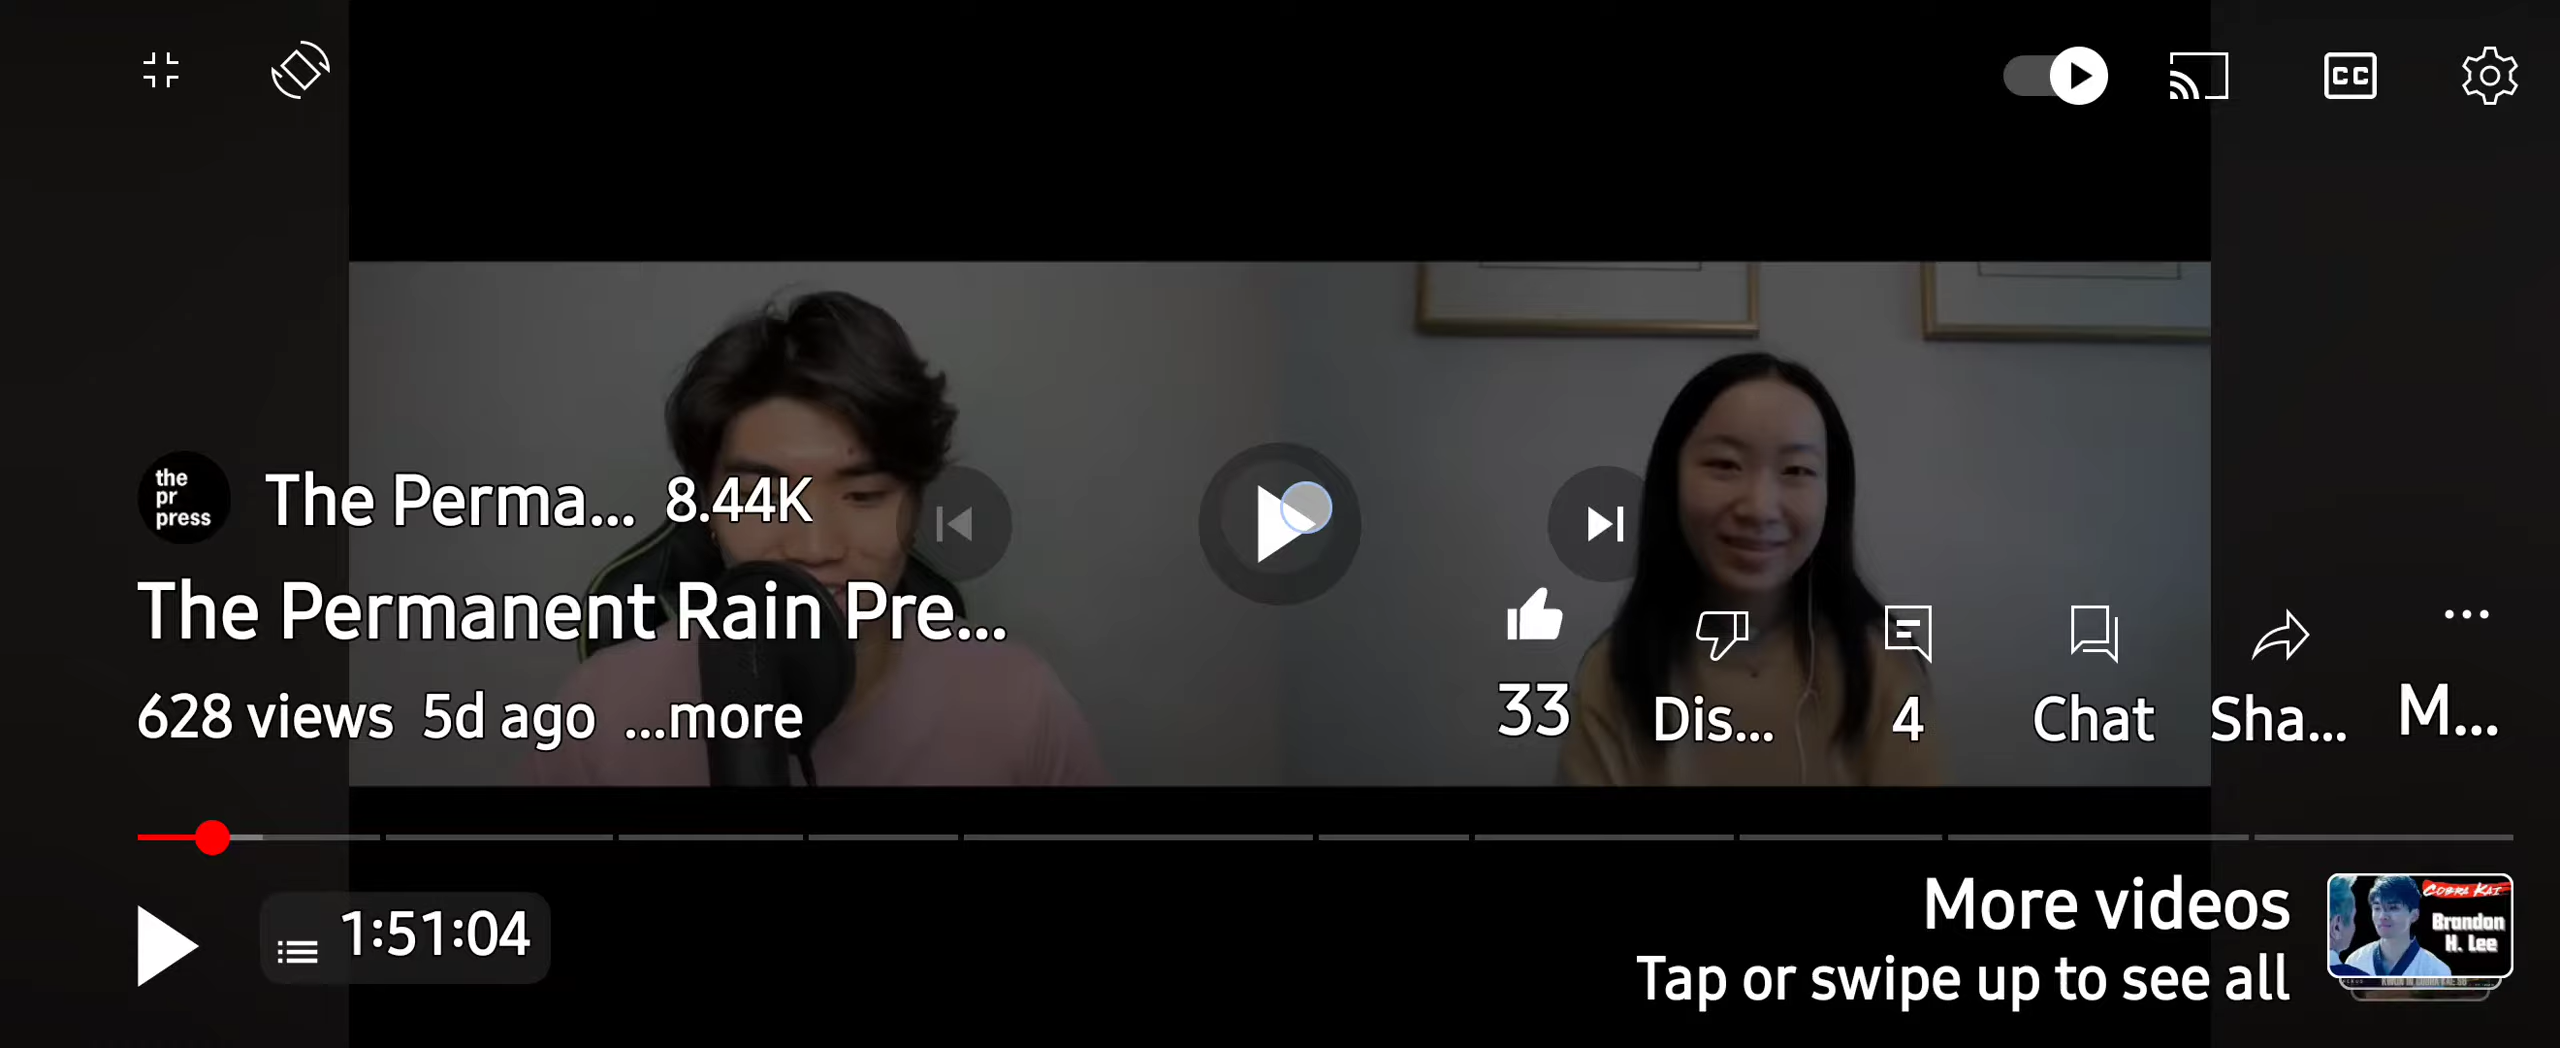 CC
the
pr
press
The Perma... 8.44K
The Permanent Rain Pre...
628 views 5d ago ...more
33 Dis... 4 Chat Sha... M...
1:51:04
More videos
Tap or swipe up to see all
COBRA KAI
Brandon
H. Lee